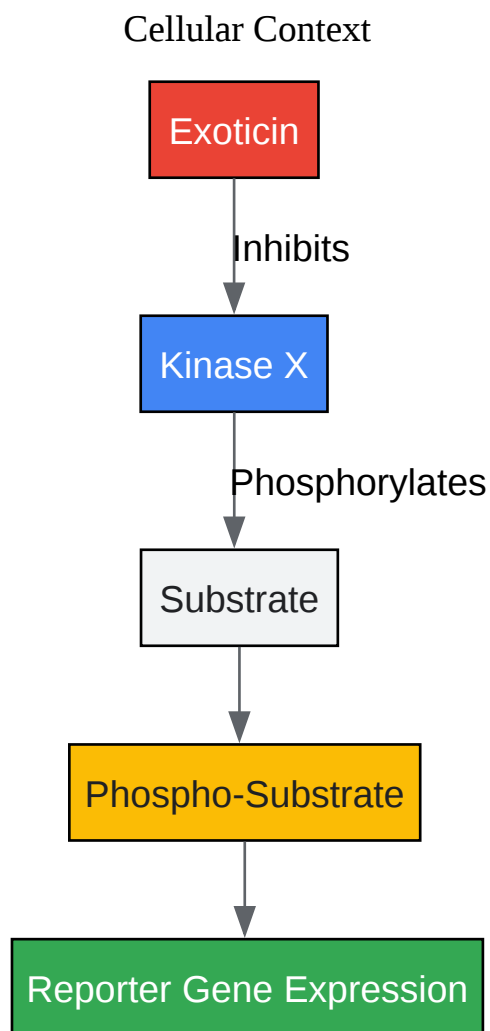 Cellular Context
Exoticin
Inhibits
Kinase X
Phosphorylates
Substrate
Phospho-Substrate
Reporter Gene Expression